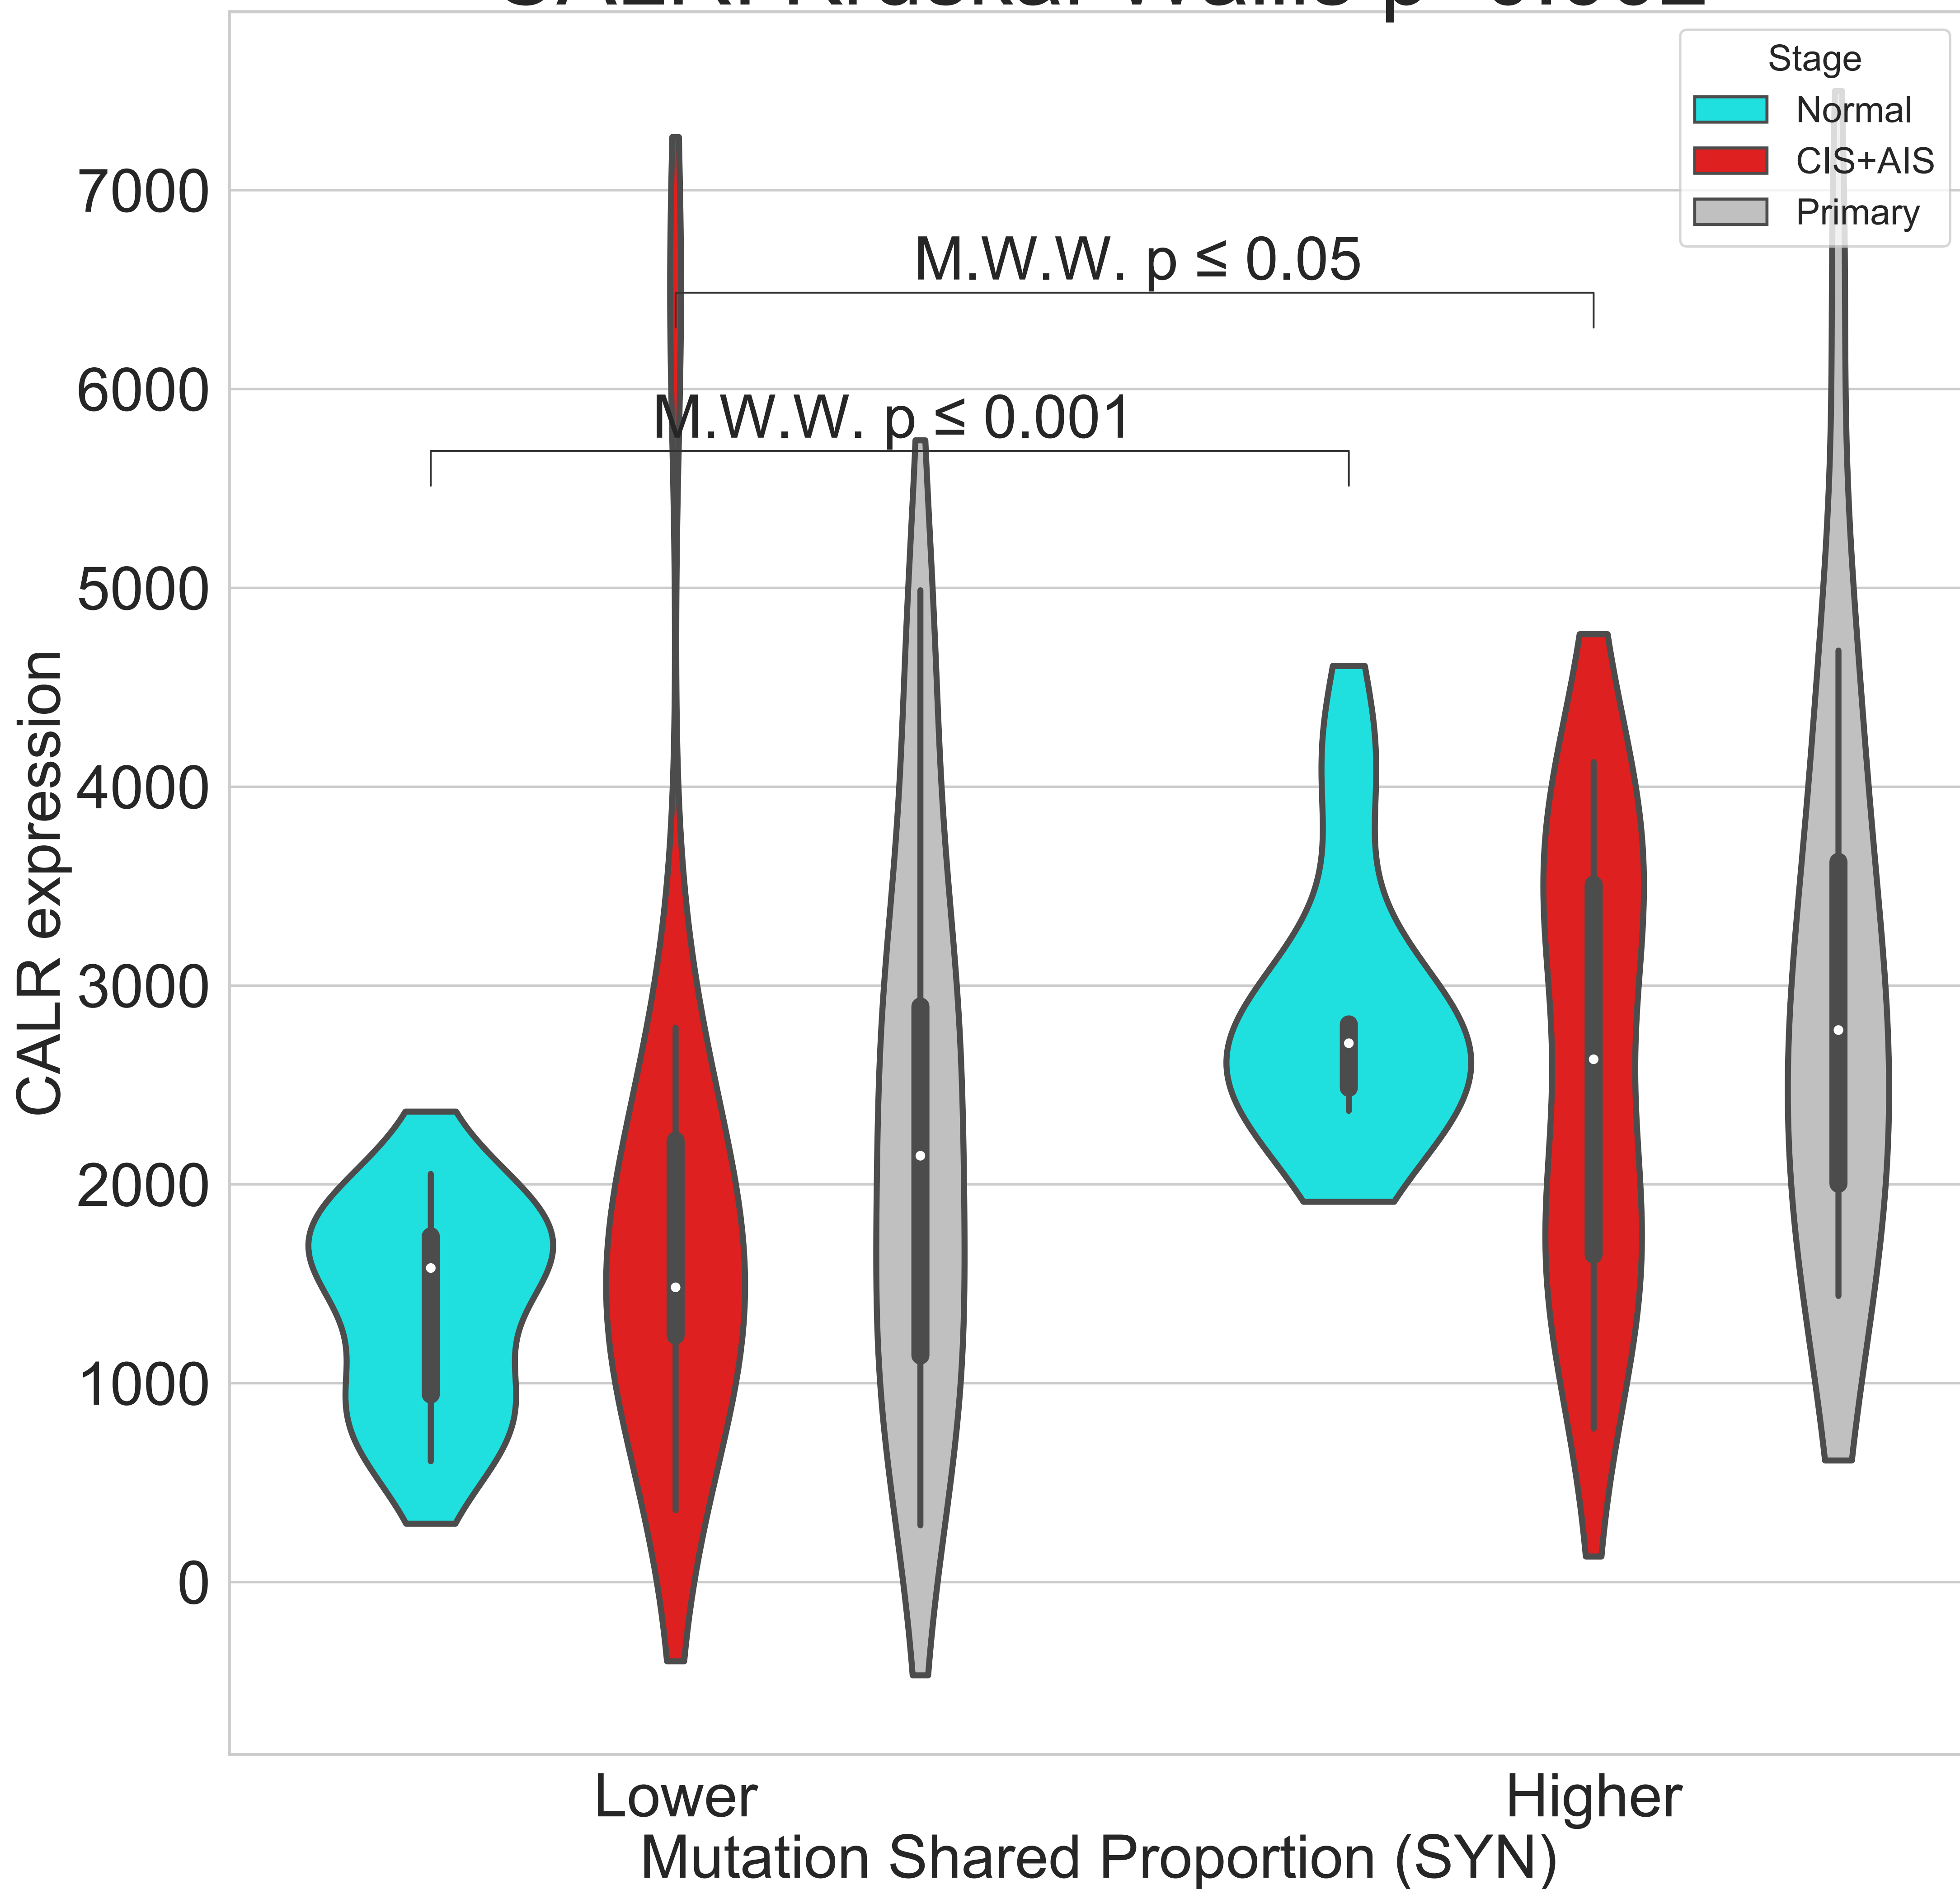 Stage
Normal
CIS+AIS
Primary
7000
6000
5000
4000
3000
2000
1000
0
M.W.W. p ≤ 0.05
M.W.W. p ≤ 0.001
CALR expression
Lower
Higher
Mutation Shared Proportion (SYN)